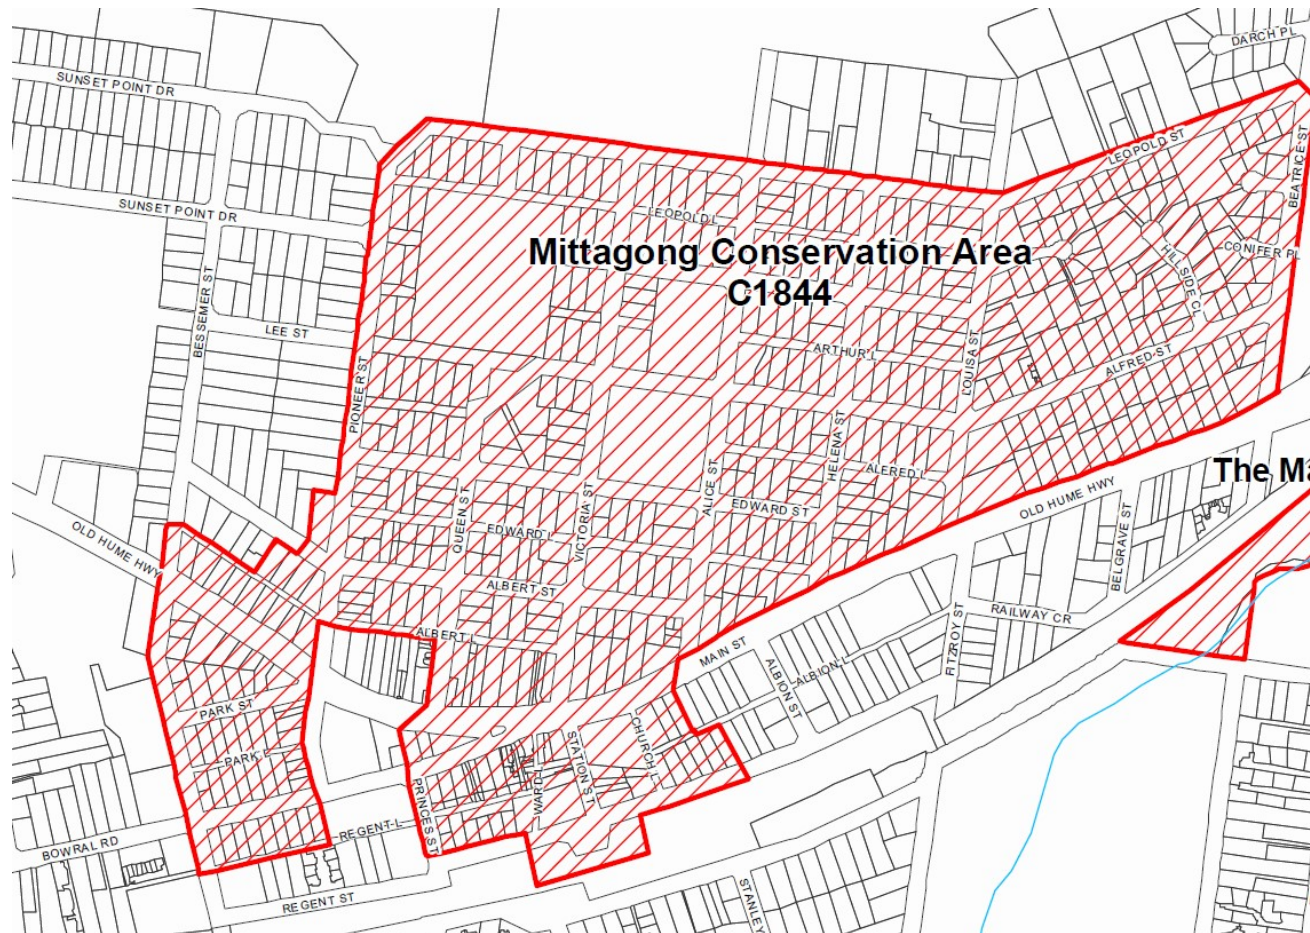 DARCH PL
SUNSET POINT DR
LEOPOLD ST
BEATRICE ST
SUNSET POINT DR
LEOPOLD L
Mittagong Conservation Area
C1844
CONIFER PL
HILLSIDE CL
BESSEMER ST
LEE ST
PIONEER ST
ARTHUR L
LOUISA ST
ALFRED ST
HELENA ST
ALFRED L
The Ma
ALICE ST
EDWARD ST
OLD HUME HWY
BELGRAVE ST
QUEEN ST
EDWARD L
VICTORIA ST
OLD HUME HWY
ALBERT ST
RAILWAY CR
ALBERT L
MAIN ST
ALBION ST
ALBION L
FITZROY ST
PARK ST
PARK L
CHURCH L
STATION ST
WARD L
PRINCES ST
REGENT L
BOWRAL RD
REGENT ST
STANLEY